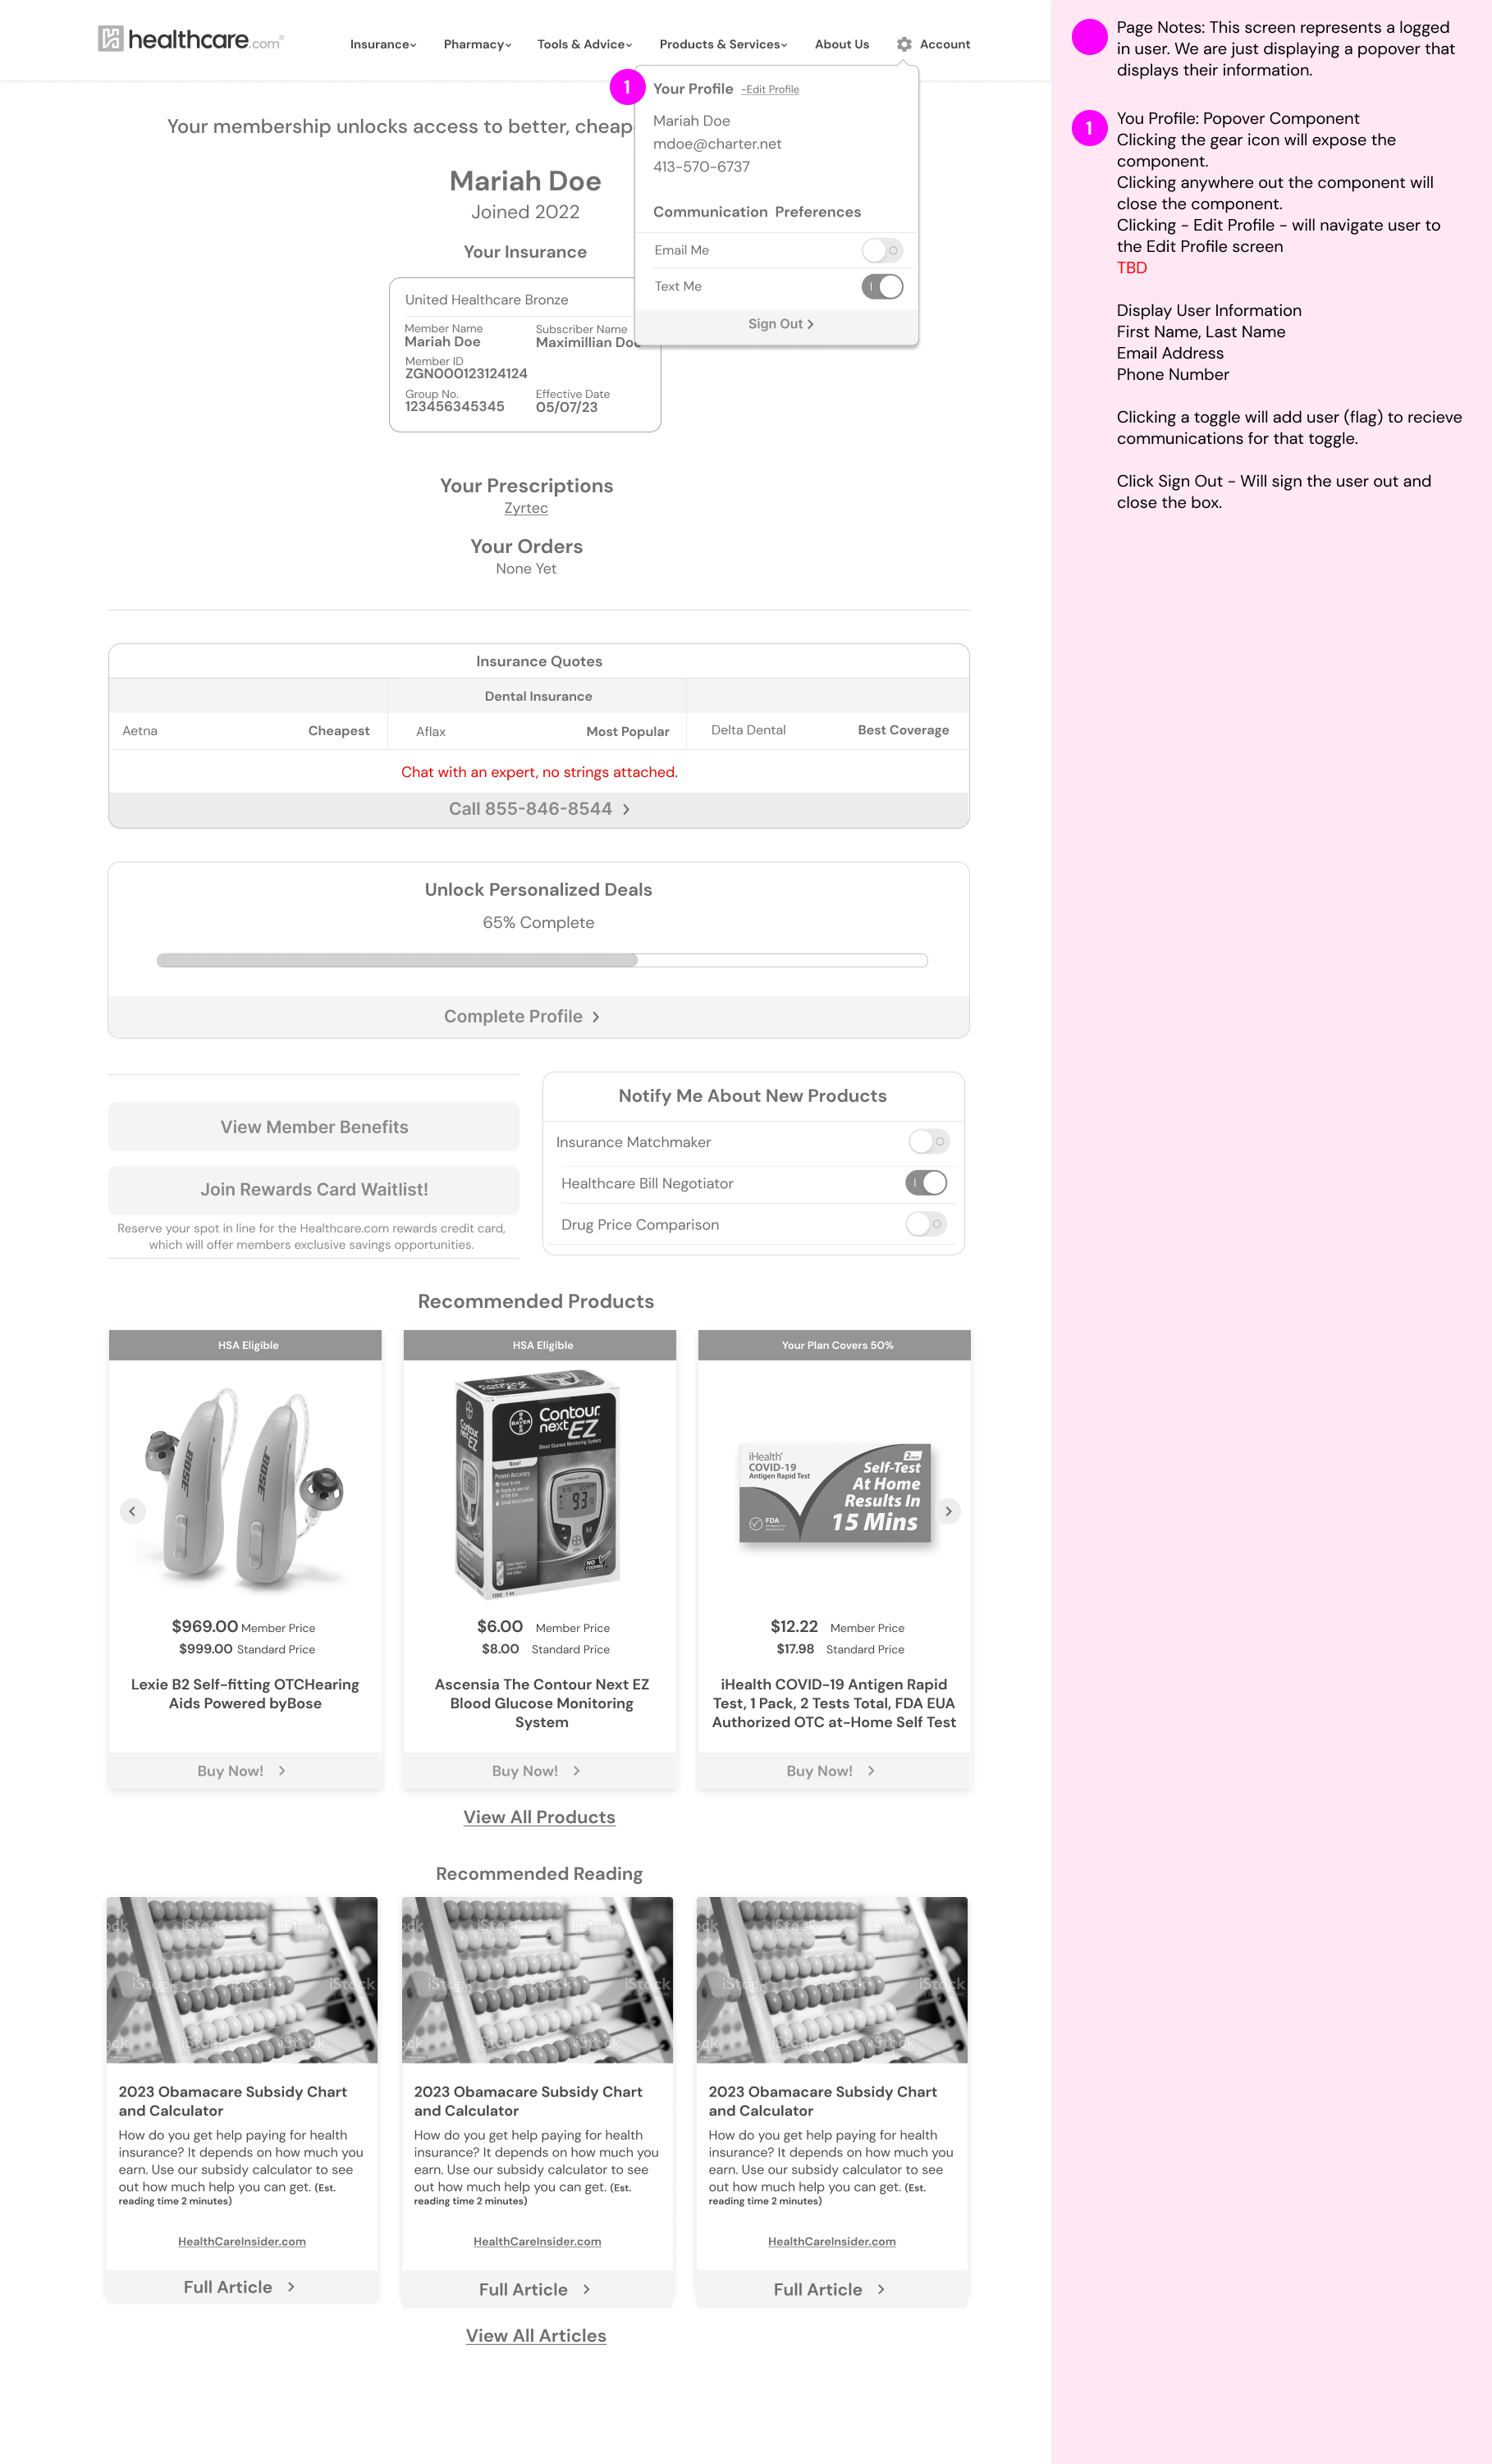 healthcare.com®
Insurance
Pharmacy
Tools & Advice
Products & Services
About Us
Account
1
Your Profile -Edit Profile
Mariah Doe
mdoe@charter.net
413-570-6737
Communication Preferences
Email Me
Text Me
Sign Out
Your membership unlocks access to better, cheap
Mariah Doe
Joined 2022
Your Insurance
United Healthcare Bronze
Member Name
Mariah Doe
Subscriber Name
Maximillian Doe
Member ID
ZGN000123124124
Group No.
123456345345
Effective Date
05/07/23
Your Prescriptions
Zyrtec
Your Orders
None Yet
Insurance Quotes
Dental Insurance
Aetna Cheapest
Aflax Most Popular
Delta Dental Best Coverage
Chat with an expert, no strings attached.
Call 855-846-8544
Unlock Personalized Deals
65% Complete
Complete Profile
View Member Benefits
Join Rewards Card Waitlist!
Reserve your spot in line for the Healthcare.com rewards credit card,
which will offer members exclusive savings opportunities.
Notify Me About New Products
Insurance Matchmaker
Healthcare Bill Negotiator
Drug Price Comparison
Recommended Products
HSA Eligible
BOSE
BOSE
$969.00 Member Price
$999.00 Standard Price
Lexie B2 Self-fitting OTCHearing
Aids Powered byBose
Buy Now!
HSA Eligible
Contour
next EZ
BAYER
Contour
next EZ
Blood Glucose Monitoring System
New!
Proven Accuracy
93
NO CODING
$6.00 Member Price
$8.00 Standard Price
Ascensia The Contour Next EZ
Blood Glucose Monitoring
System
Buy Now!
Your Plan Covers 50%
iHealth
COVID-19
Antigen Rapid Test
Self-Test
At Home
Results In
15 Mins
FDA
$12.22 Member Price
$17.98 Standard Price
iHealth COVID-19 Antigen Rapid
Test, 1 Pack, 2 Tests Total, FDA EUA
Authorized OTC at-Home Self Test
Buy Now!
View All Products
Recommended Reading
iStock
2023 Obamacare Subsidy Chart
and Calculator
How do you get help paying for health
insurance? It depends on how much you
earn. Use our subsidy calculator to see
out how much help you can get. (Est.
reading time 2 minutes)
HealthCareInsider.com
Full Article
iStock
2023 Obamacare Subsidy Chart
and Calculator
How do you get help paying for health
insurance? It depends on how much you
earn. Use our subsidy calculator to see
out how much help you can get. (Est.
reading time 2 minutes)
HealthCareInsider.com
Full Article
iStock
2023 Obamacare Subsidy Chart
and Calculator
How do you get help paying for health
insurance? It depends on how much you
earn. Use our subsidy calculator to see
out how much help you can get. (Est.
reading time 2 minutes)
HealthCareInsider.com
Full Article
View All Articles
Page Notes: This screen represents a logged
in user. We are just displaying a popover that
displays their information.
1
You Profile: Popover Component
Clicking the gear icon will expose the
component.
Clicking anywhere out the component will
close the component.
Clicking - Edit Profile - will navigate user to
the Edit Profile screen
TBD
Display User Information
First Name, Last Name
Email Address
Phone Number
Clicking a toggle will add user (flag) to recieve
communications for that toggle.
Click Sign Out - Will sign the user out and
close the box.